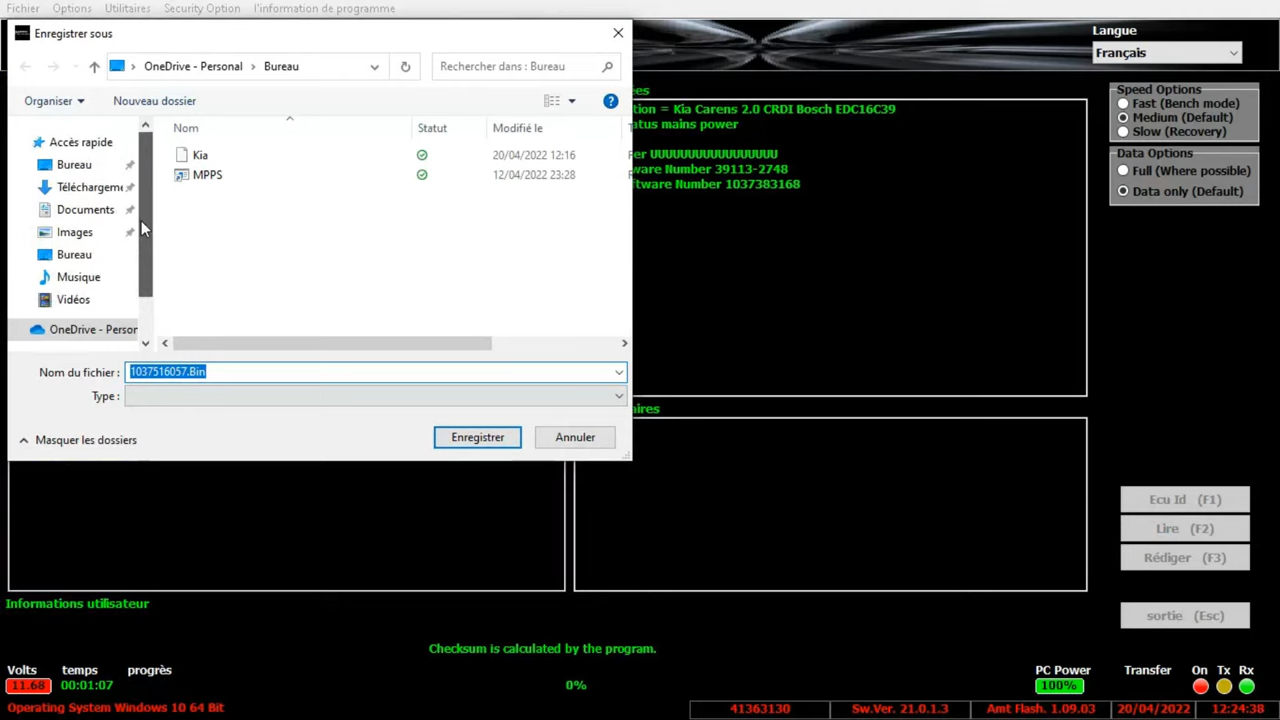 Fichier Options Utilitaires Security Option l'information de programme
Enregistrer sous
Langue
Français
OneDrive - Personal > Bureau
Rechercher dans : Bureau
Organiser
Nouveau dossier
Nom Statut Modifié le
Accès rapide
Bureau
Téléchargeme
Documents
Images
Bureau
Musique
Vidéos
OneDrive - Person
Kia 20/04/2022 12:16
MPPS 12/04/2022 23:28
Nom du fichier : 1037516057.Bin
Type :
Masquer les dossiers
Enregistrer
Annuler
ees
tion = Kia Carens 2.0 CRDI Bosch EDC16C39
atus mains power
er UUUUUUUUUUUUUUUUU
ware Number 39113-2748
ftware Number 1037383168
aires
Speed Options
Fast (Bench mode)
Medium (Default)
Slow (Recovery)
Data Options
Full (Where possible)
Data only (Default)
Ecu Id (F1)
Lire (F2)
Rédiger (F3)
sortie (Esc)
Informations utilisateur
Checksum is calculated by the program.
Volts temps progrès
11.68 00:01:07 0%
PC Power Transfer On Tx Rx
100%
Operating System Windows 10 64 Bit
41363130 Sw.Ver. 21.0.1.3 Amt Flash. 1.09.03 20/04/2022 12:24:38